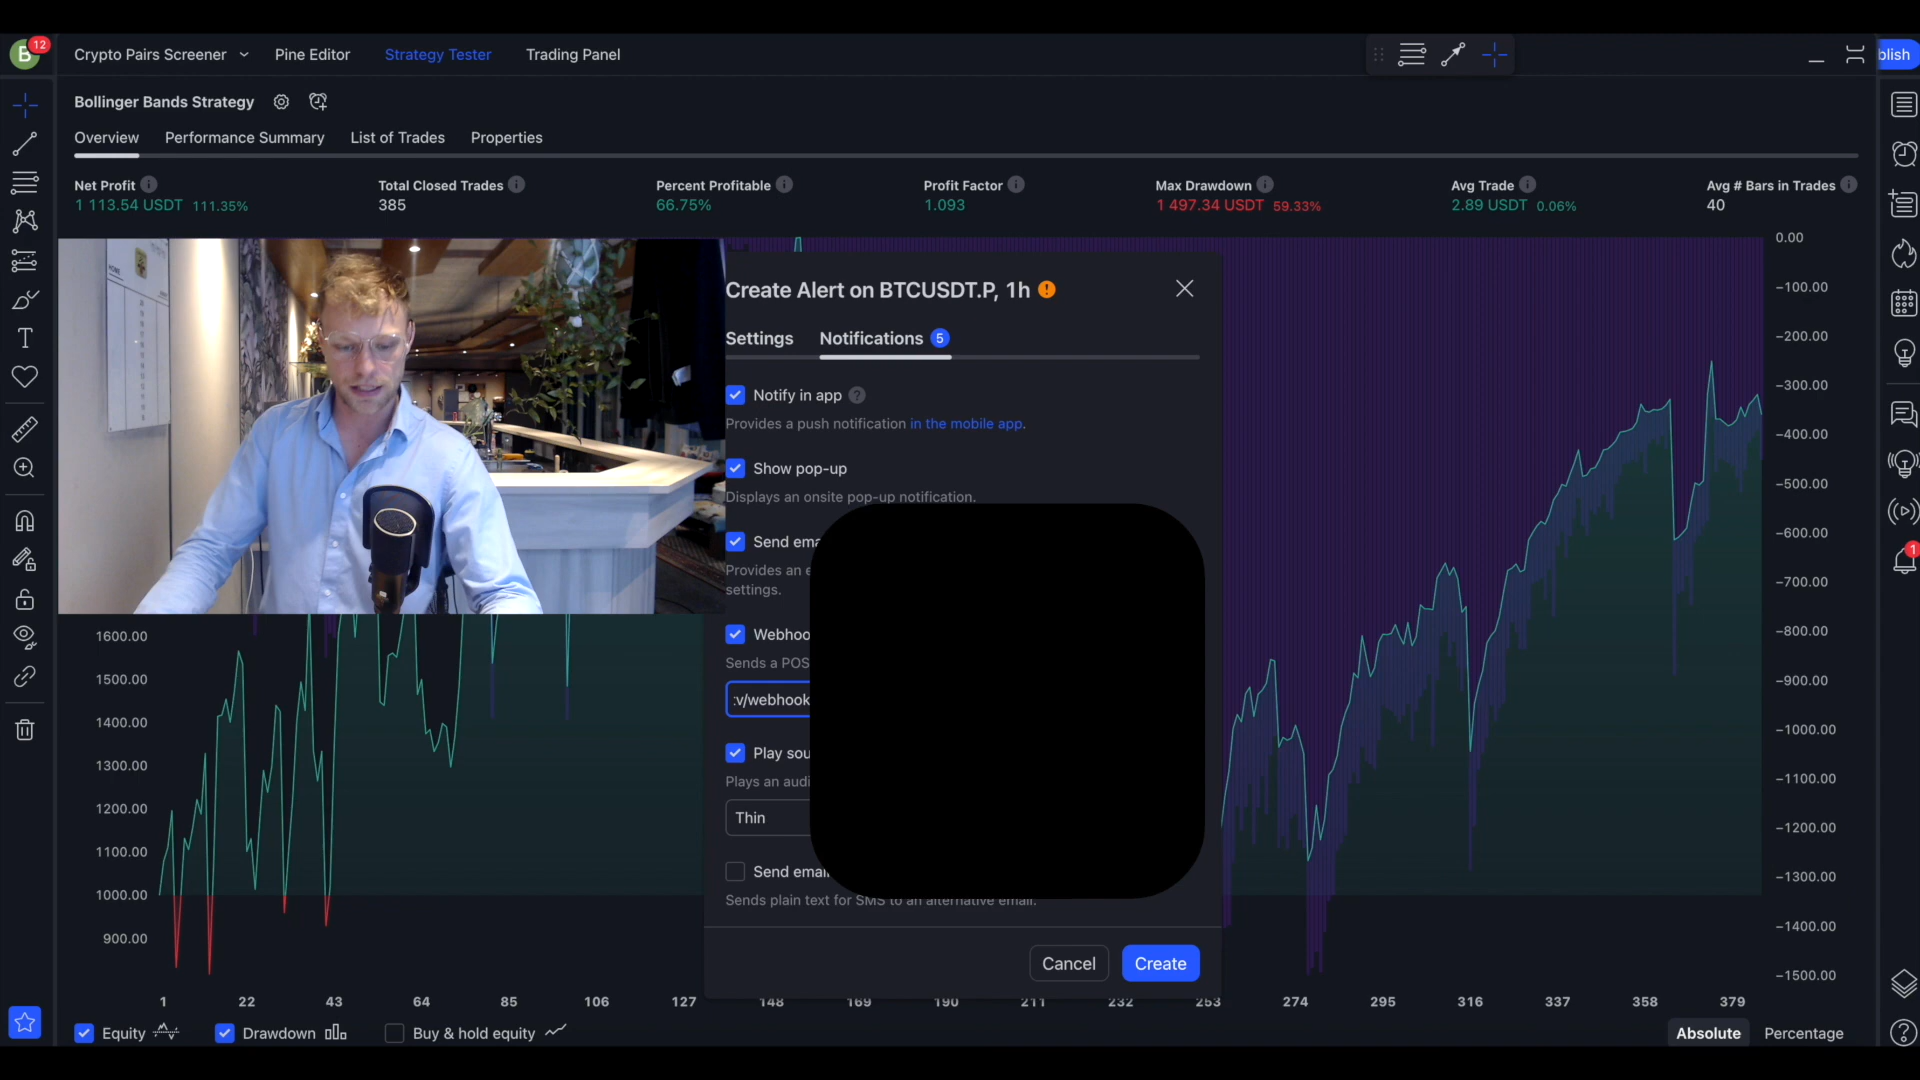 B
12
Crypto Pairs Screener
Pine Editor
Strategy Tester
Trading Panel
blish
Bollinger Bands Strategy
Overview
Performance Summary
List of Trades
Properties
Net Profit
1 113.54 USDT 111.35%
Total Closed Trades
385
Percent Profitable
66.75%
Profit Factor
1.093
Max Drawdown
1 497.34 USDT 59.33%
Avg Trade
2.89 USDT 0.06%
Avg # Bars in Trades
40
Create Alert on BTCUSDT.P, 1h
Settings
Notifications 5
Notify in app
Provides a push notification in the mobile app.
Show pop-up
Displays an onsite pop-up notification.
Send ema
Provides an e
settings.
Webhoo
Sends a POS
v/webhook
Play sou
Plays an audi
Thin
Send email
Sends plain text for SMS to an alternative email.
Cancel
Create
0.00
−100.00
−200.00
−300.00
−400.00
−500.00
−600.00
−700.00
−800.00
−900.00
−1000.00
−1100.00
−1200.00
−1300.00
−1400.00
−1500.00
1600.00
1500.00
1400.00
1300.00
1200.00
1100.00
1000.00
900.00
1 22 43 64 85 106 127 148 169 190 211 232 253 274 295 316 337 358 379
Equity
Drawdown
Buy & hold equity
Absolute
Percentage
1